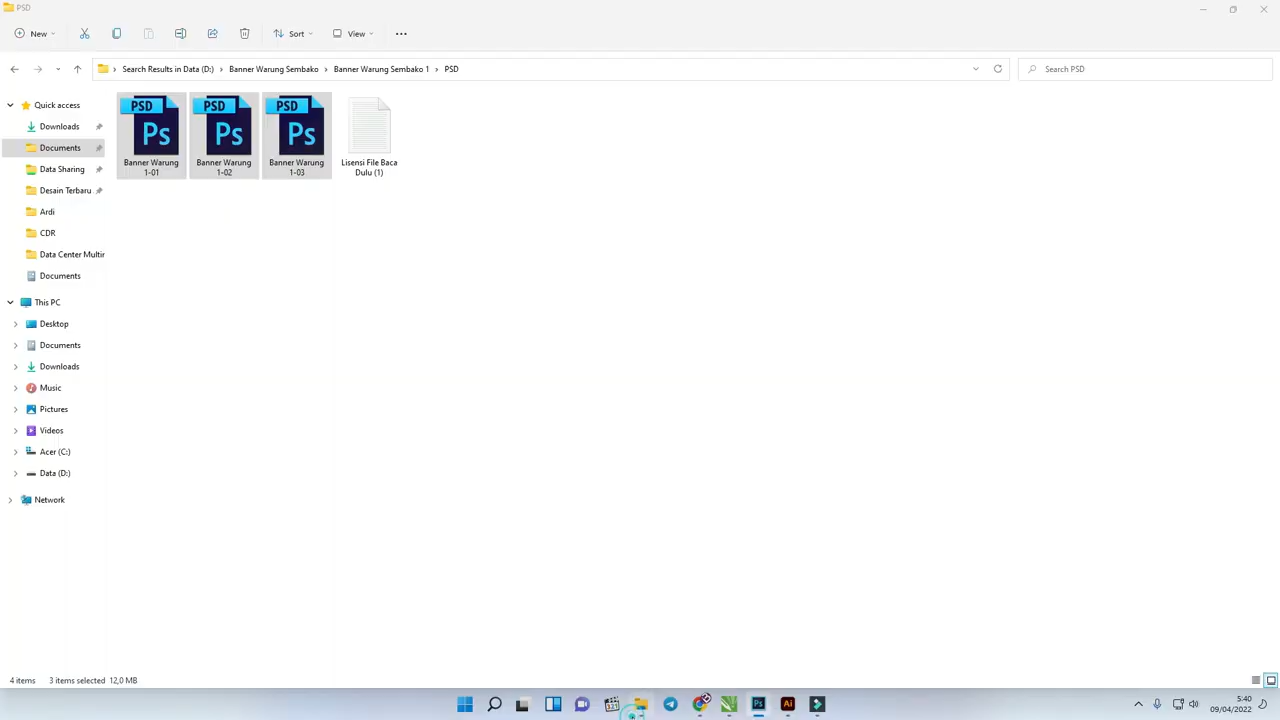 PSD
New
Sort
View
Search Results in Data (D:) > Banner Warung Sembako > Banner Warung Sembako 1 > PSD
Search PSD
Quick access
Downloads
Documents
Data Sharing
Desain Terbaru
Ardi
CDR
Data Center Multir
Documents
This PC
Desktop
Documents
Downloads
Music
Pictures
Videos
Acer (C:)
Data (D:)
Network
PSD
Ps
Banner Warung
1-01
PSD
Ps
Banner Warung
1-02
PSD
Ps
Banner Warung
1-03
Lisensi File Baca
Dulu (1)
4 items 3 items selected 12,0 MB
Ps
Ai
5:40
09/04/2022